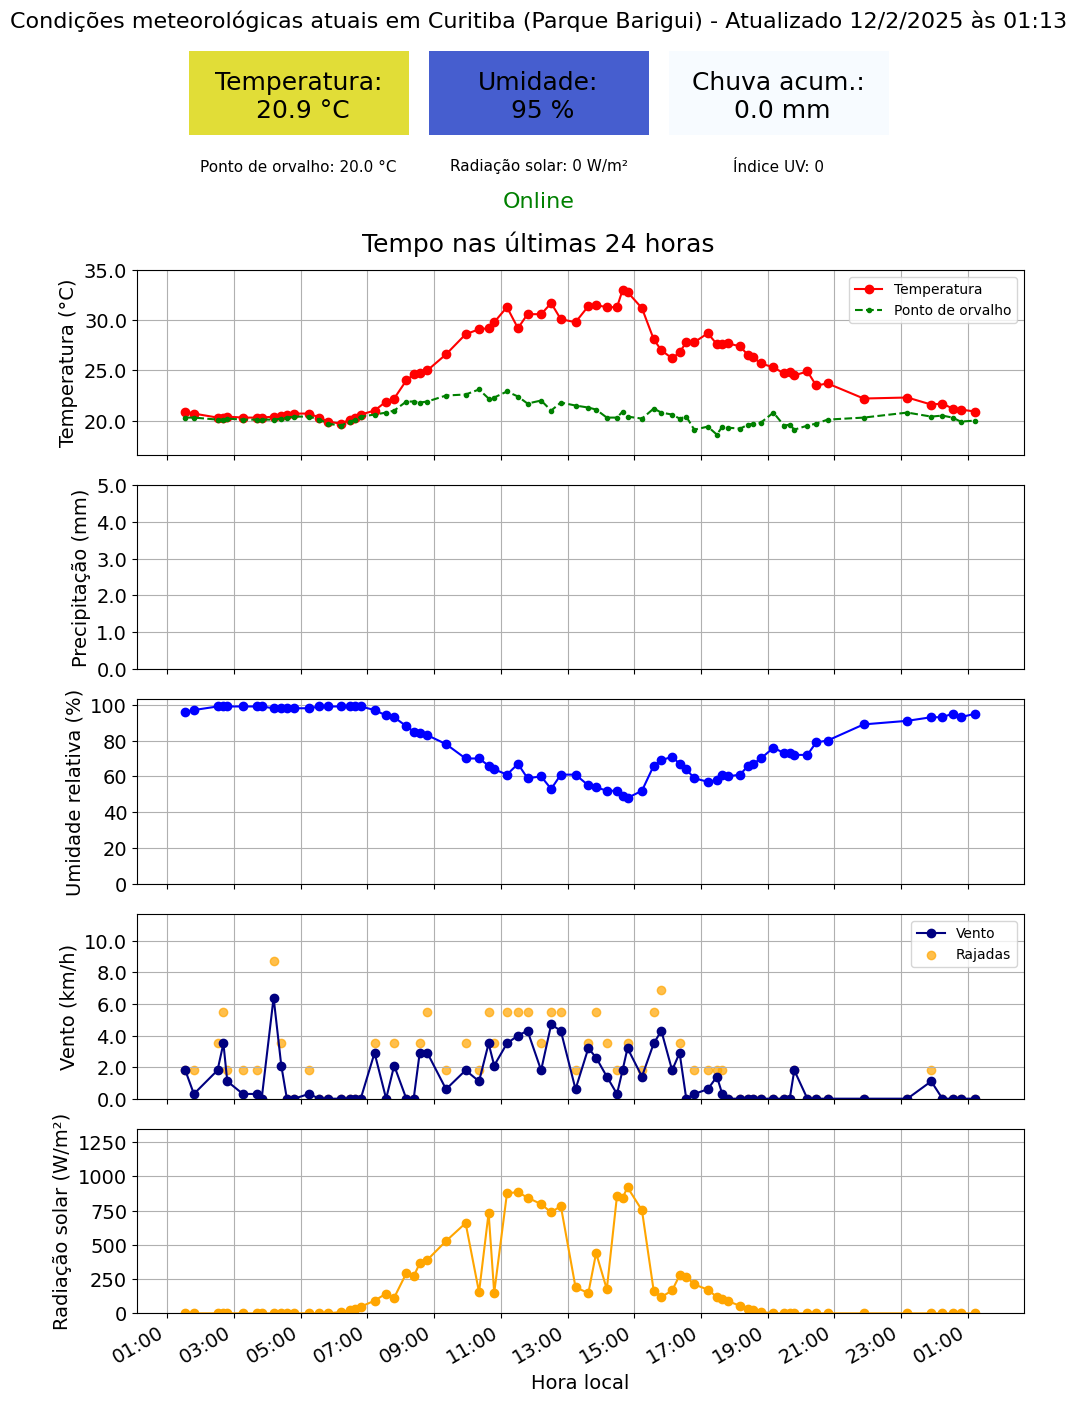 Condições meteorológicas atuais em Curitiba (Parque Barigui) - Atualizado 12/2/2025 às 01:13
Temperatura:
20.9 °C
Umidade:
95 %
Chuva acum.:
0.0 mm
Ponto de orvalho: 20.0 °C
Radiação solar: 0 W/m²
Índice UV: 0
Online
Tempo nas últimas 24 horas
Temperatura (°C)
35.0
30.0
25.0
20.0
Temperatura
Ponto de orvalho
Precipitação (mm)
5.0
4.0
3.0
2.0
1.0
0.0
Umidade relativa (%)
100
80
60
40
20
0
Vento (km/h)
10.0
8.0
6.0
4.0
2.0
0.0
Vento
Rajadas
Radiação solar (W/m²)
1250
1000
750
500
250
0
01:00
03:00
05:00
07:00
09:00
11:00
13:00
15:00
17:00
19:00
21:00
23:00
01:00
Hora local